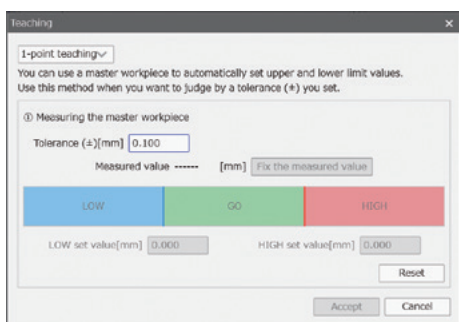 Teaching ×
1-point teaching
You can use a master workpiece to automatically set upper and lower limit values.
Use this method when you want to judge by a tolerance (±) you set.
① Measuring the master workpiece
Tolerance (±)[mm] 0.100
Measured value ------ [mm] Fix the measured value
LOW GO HIGH
LOW set value[mm] 0.000 HIGH set value[mm] 0.000
Reset
Accept Cancel